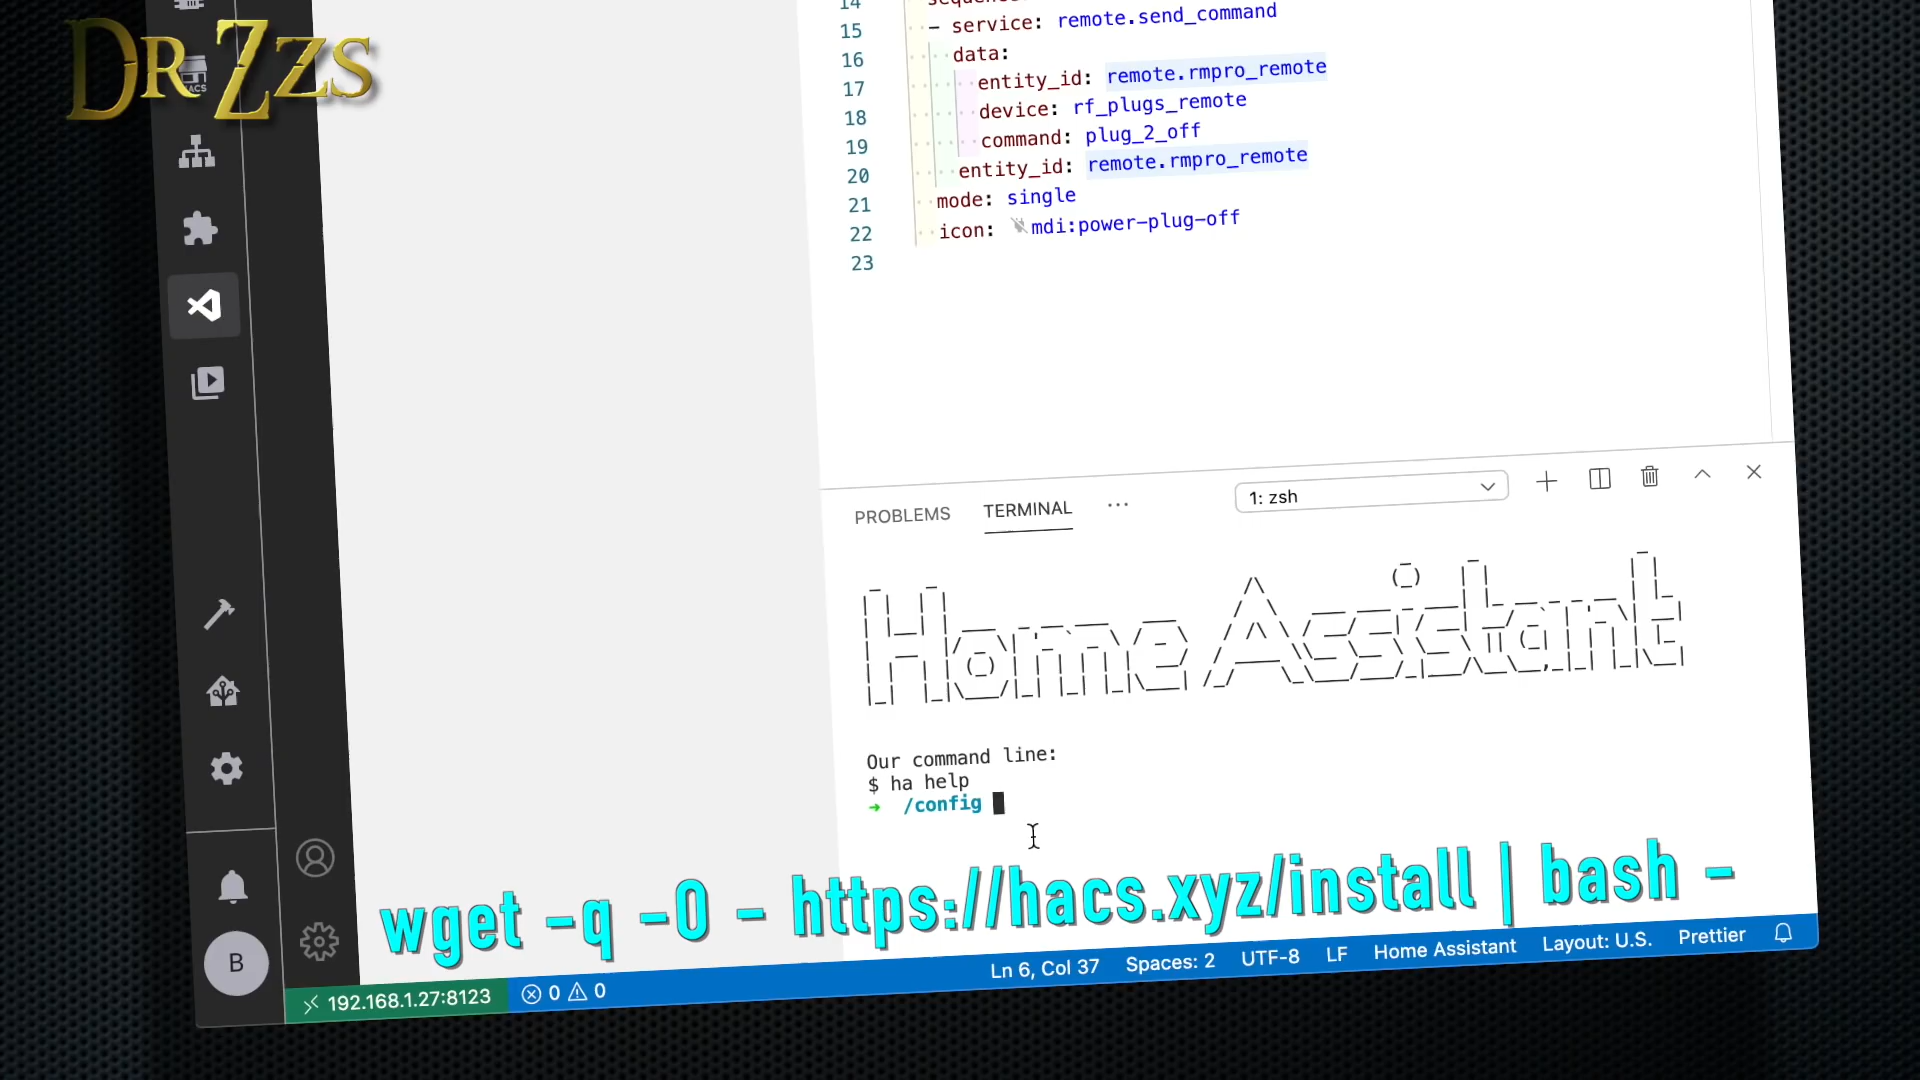 DrZzs
14
15 - service: remote.send_command
16 data:
17 entity_id: remote.rmpro_remote
18 device: rf_plugs_remote
19 command: plug_2_off
20 entity_id: remote.rmpro_remote
21 mode: single
22 icon: mdi:power-plug-off
23
PROBLEMS TERMINAL ··· 1: zsh
Home Assistant
Our command line:
$ ha help
➜ /config
wget -q -O - https://hacs.xyz/install | bash -
B
192.168.1.27:8123 0 0 Ln 6, Col 37 Spaces: 2 UTF-8 LF Home Assistant Layout: U.S. Prettier